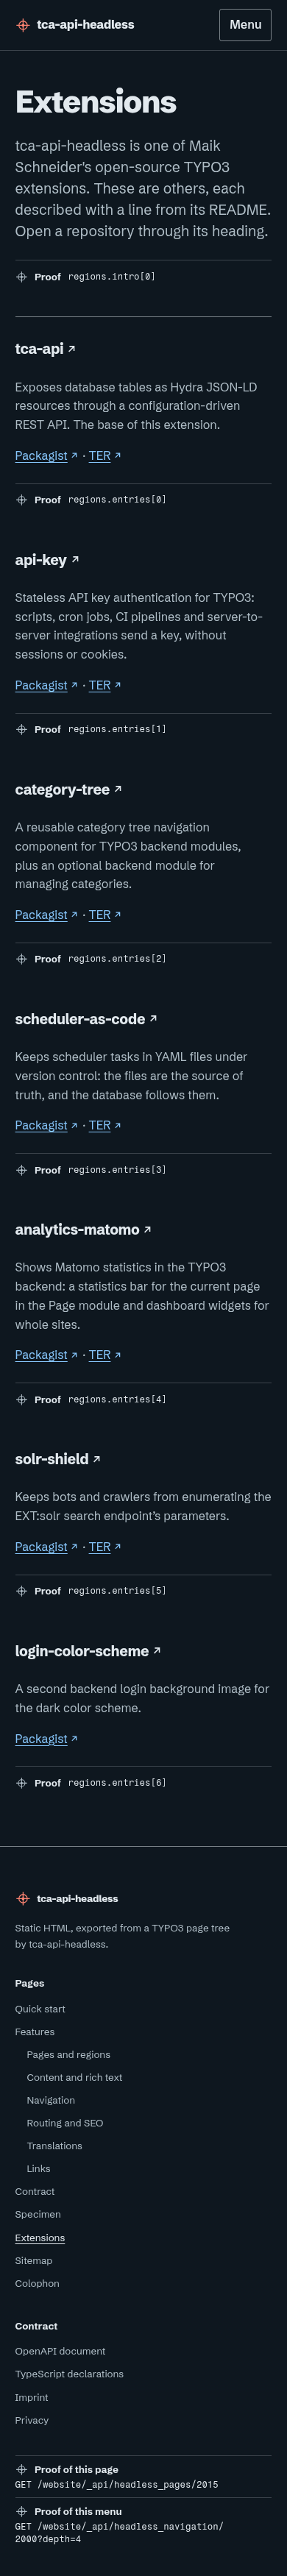 tca-api-headless
Menu
Extensions
tca-api-headless is one of Maik
Schneider's open-source TYPO3
extensions. These are others, each
described with a line from its README.
Open a repository through its heading.
Proof regions.intro[0]
tca-api ↗
Exposes database tables as Hydra JSON-LD
resources through a configuration-driven
REST API. The base of this extension.
Packagist ↗ · TER ↗
Proof regions.entries[0]
api-key ↗
Stateless API key authentication for TYPO3:
scripts, cron jobs, CI pipelines and server-to-
server integrations send a key, without
sessions or cookies.
Packagist ↗ · TER ↗
Proof regions.entries[1]
category-tree ↗
A reusable category tree navigation
component for TYPO3 backend modules,
plus an optional backend module for
managing categories.
Packagist ↗ · TER ↗
Proof regions.entries[2]
scheduler-as-code ↗
Keeps scheduler tasks in YAML files under
version control: the files are the source of
truth, and the database follows them.
Packagist ↗ · TER ↗
Proof regions.entries[3]
analytics-matomo ↗
Shows Matomo statistics in the TYPO3
backend: a statistics bar for the current page
in the Page module and dashboard widgets for
whole sites.
Packagist ↗ · TER ↗
Proof regions.entries[4]
solr-shield ↗
Keeps bots and crawlers from enumerating the
EXT:solr search endpoint's parameters.
Packagist ↗ · TER ↗
Proof regions.entries[5]
login-color-scheme ↗
A second backend login background image for
the dark color scheme.
Packagist ↗
Proof regions.entries[6]
tca-api-headless
Static HTML, exported from a TYPO3 page tree
by tca-api-headless.
Pages
Quick start
Features
Pages and regions
Content and rich text
Navigation
Routing and SEO
Translations
Links
Contract
Specimen
Extensions
Sitemap
Colophon
Contract
OpenAPI document
TypeScript declarations
Imprint
Privacy
Proof of this page
GET /website/_api/headless_pages/2015
Proof of this menu
GET /website/_api/headless_navigation/
2000?depth=4